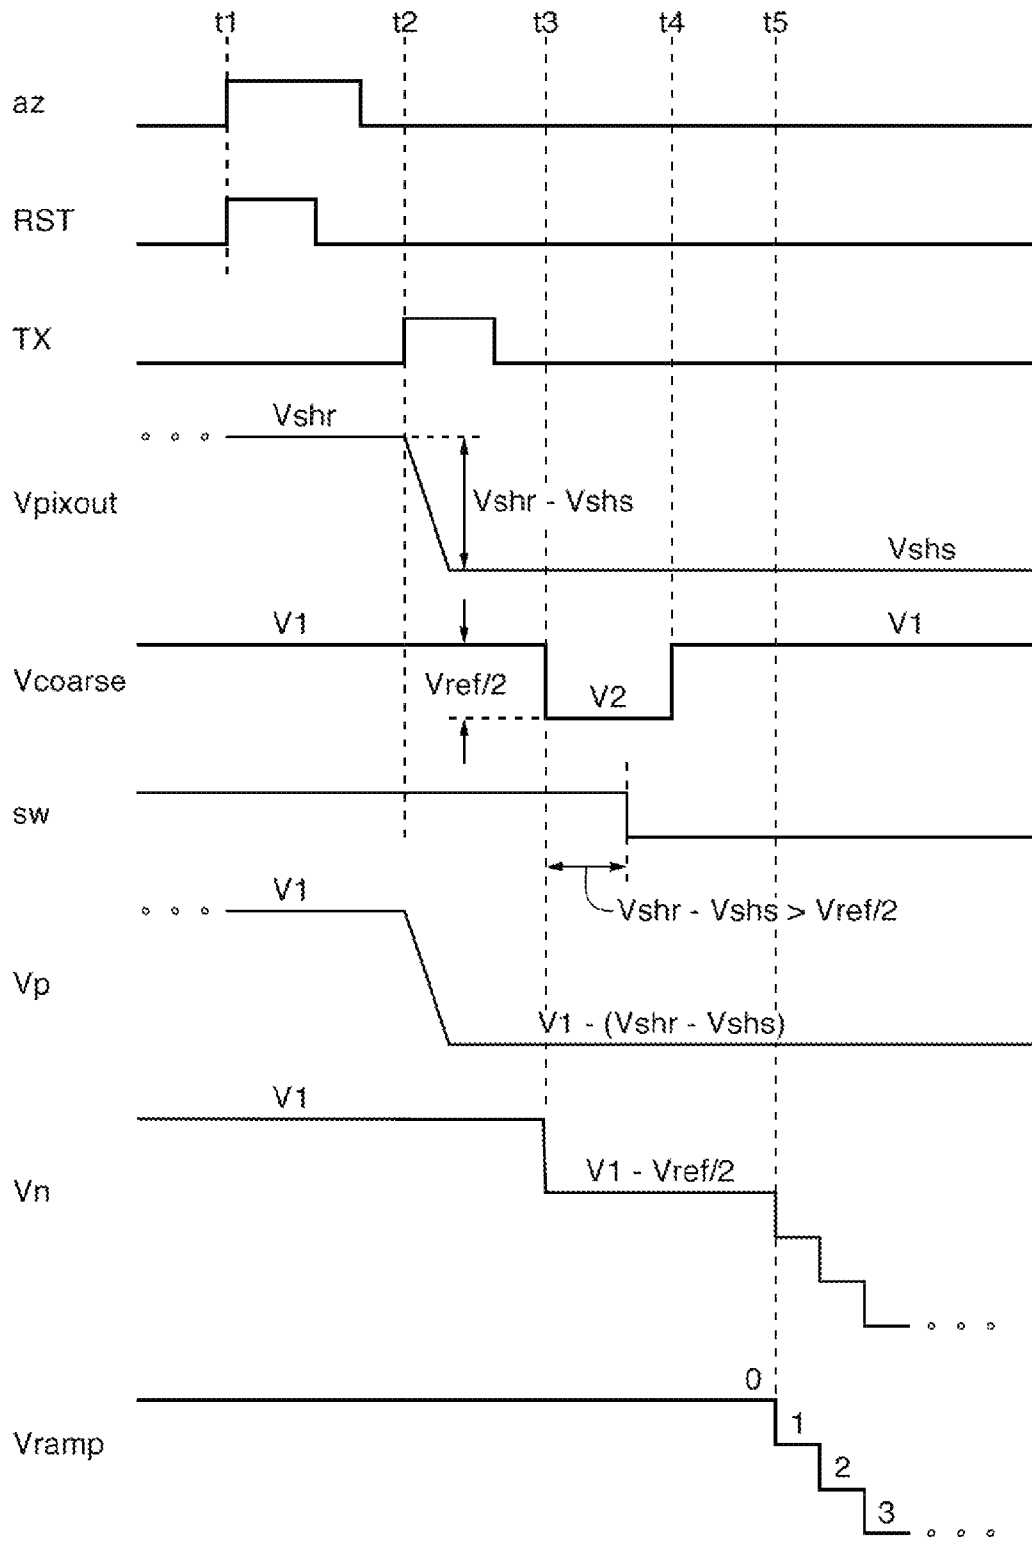 t1 t2 t3 t4 t5
az
RST
TX
Vshr
Vpixout
Vshr - Vshs
Vshs
V1
V1
Vcoarse
Vref/2
V2
sw
V1
Vshr - Vshs > Vref/2
Vp
V1 - (Vshr - Vshs)
V1
Vn
V1 - Vref/2
0
Vramp
1
2
3